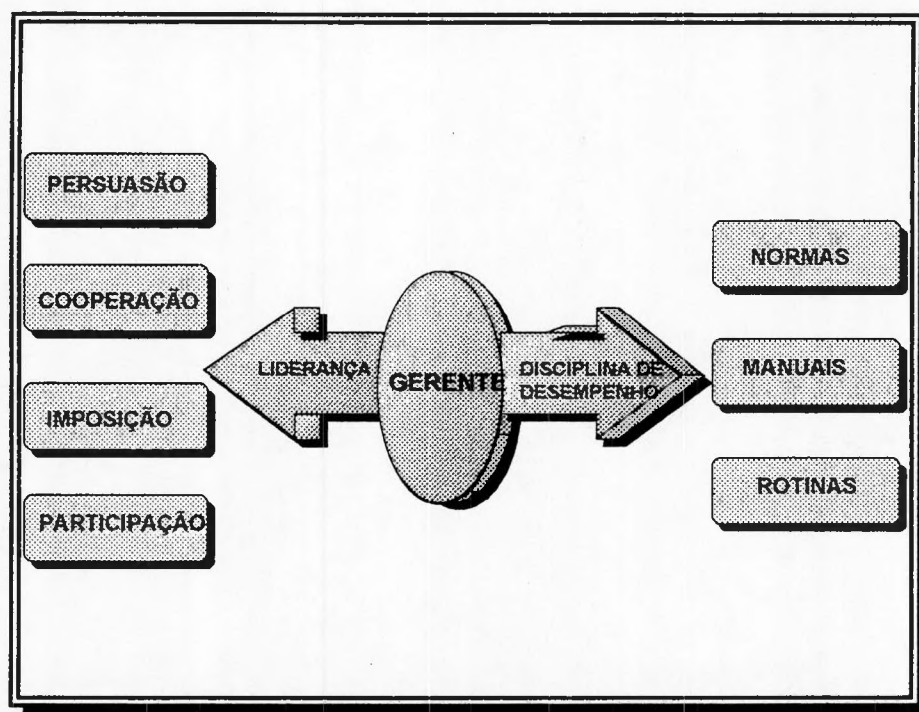 PERSUASÃO
COOPERAÇÃO
IMPOSIÇÃO
PARTICIPAÇÃO
LIDERANÇA
GERENTE
DISCIPLINA DE
DESEMPENHO
NORMAS
MANUAIS
ROTINAS